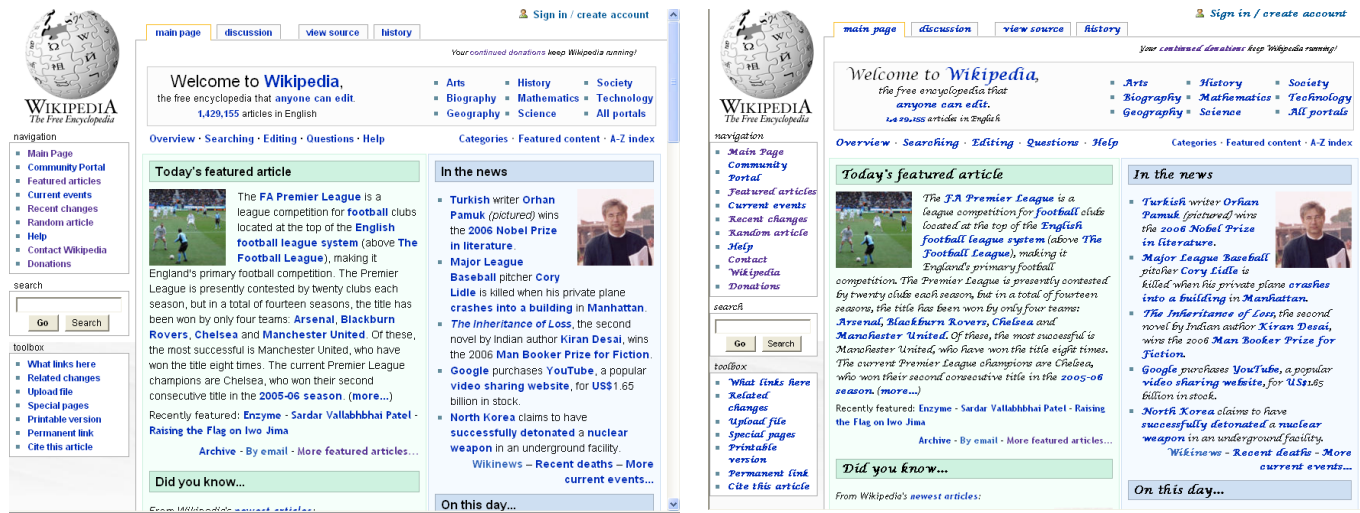 Sign in / create account
main page
discussion
view source
history
Your continued donations keep Wikipedia running!
WIKIPEDIA
The Free Encyclopedia
navigation
Main Page
Community Portal
Featured articles
Current events
Recent changes
Random article
Help
Contact Wikipedia
Donations
search
Go Search
toolbox
What links here
Related changes
Upload file
Special pages
Printable version
Permanent link
Cite this article
Welcome to Wikipedia,
the free encyclopedia that anyone can edit.
1,429,155 articles in English
Arts History Society
Biography Mathematics Technology
Geography Science All portals
Overview · Searching · Editing · Questions · Help
Categories · Featured content · A-Z index
Today's featured article
The FA Premier League is a
league competition for football clubs
located at the top of the English
football league system (above The
Football League), making it
England's primary football competition. The Premier
League is presently contested by twenty clubs each
season, but in a total of fourteen seasons, the title has
been won by only four teams: Arsenal, Blackburn
Rovers, Chelsea and Manchester United. Of these,
the most successful is Manchester United, who have
won the title eight times. The current Premier League
champions are Chelsea, who won their second
consecutive title in the 2005-06 season. (more...)
Recently featured: Enzyme - Sardar Vallabhbhai Patel -
Raising the Flag on Iwo Jima
Archive - By email - More featured articles...
Did you know...
From Wikipedia's newest articles:
In the news
Turkish writer Orhan
Pamuk (pictured) wins
the 2006 Nobel Prize
in literature.
Major League
Baseball pitcher Cory
Lidle is killed when his private plane
crashes into a building in Manhattan.
The Inheritance of Loss, the second
novel by Indian author Kiran Desai, wins
the 2006 Man Booker Prize for Fiction.
Google purchases YouTube, a popular
video sharing website, for US$1.65
billion in stock.
North Korea claims to have
successfully detonated a nuclear
weapon in an underground facility.
Wikinews – Recent deaths – More
current events...
On this day...
Sign in / create account
main page
discussion
view source
history
Your continued donations keep Wikipedia running!
WIKIPEDIA
The Free Encyclopedia
navigation
Main Page
Community
Portal
Featured articles
Current events
Recent changes
Random article
Help
Contact
Wikipedia
Donations
search
Go Search
toolbox
What links here
Related
changes
Upload file
Special pages
Printable
version
Permanent link
Cite this article
Welcome to Wikipedia,
the free encyclopedia that
anyone can edit.
1,429,155 articles in English
Arts History Society
Biography Mathematics Technology
Geography Science All portals
Overview · Searching · Editing · Questions · Help
Categories · Featured content · A-Z index
Today's featured article
The FA Premier League is a
league competition for football clubs
located at the top of the English
football league system (above The
Football League), making it
England's primary football
competition. The Premier League is presently contested
by twenty clubs each season, but in a total of fourteen
seasons, the title has been won by only four teams:
Arsenal, Blackburn Rovers, Chelsea and
Manchester United. Of these, the most successful is
Manchester United, who have won the title eight times.
The current Premier League champions are Chelsea,
who won their second consecutive title in the 2005-06
season. (more...)
Recently featured: Enzyme - Sardar Vallabhbhai Patel - Raising
the Flag on Iwo Jima
Archive - By email - More featured articles...
Did you know...
From Wikipedia's newest articles:
In the news
Turkish writer Orhan
Pamuk (pictured) wins
the 2006 Nobel Prize
in literature.
Major League Baseball
pitcher Cory Lidle is
killed when his private plane crashes
into a building in Manhattan.
The Inheritance of Loss, the second
novel by Indian author Kiran Desai,
wins the 2006 Man Booker Prize for
Fiction.
Google purchases YouTube, a popular
video sharing website, for US$1.65
billion in stock.
North Korea claims to have
successfully detonated a nuclear
weapon in an underground facility.
Wikinews – Recent deaths – More
current events...
On this day...